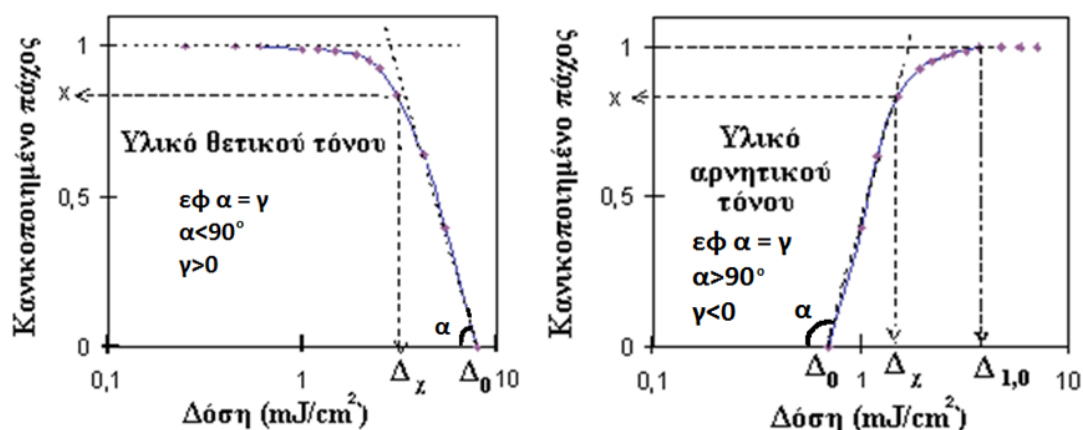 Κανικοποιημένο πάχος
1
x
0,5
0
Υλικό θετικού τόνου
εφ α = γ
α<90°
γ>0
α
Δχ
Δ0
0,1
1
10
Δόση (mJ/cm²)
Κανικοποιημένο πάχος
1
x
0,5
0
Υλικό
αρνητικού
τόνου
εφ α = γ
α>90°
γ<0
α
Δ0
Δχ
Δ1,0
0,1
1
10
Δόση (mJ/cm²)